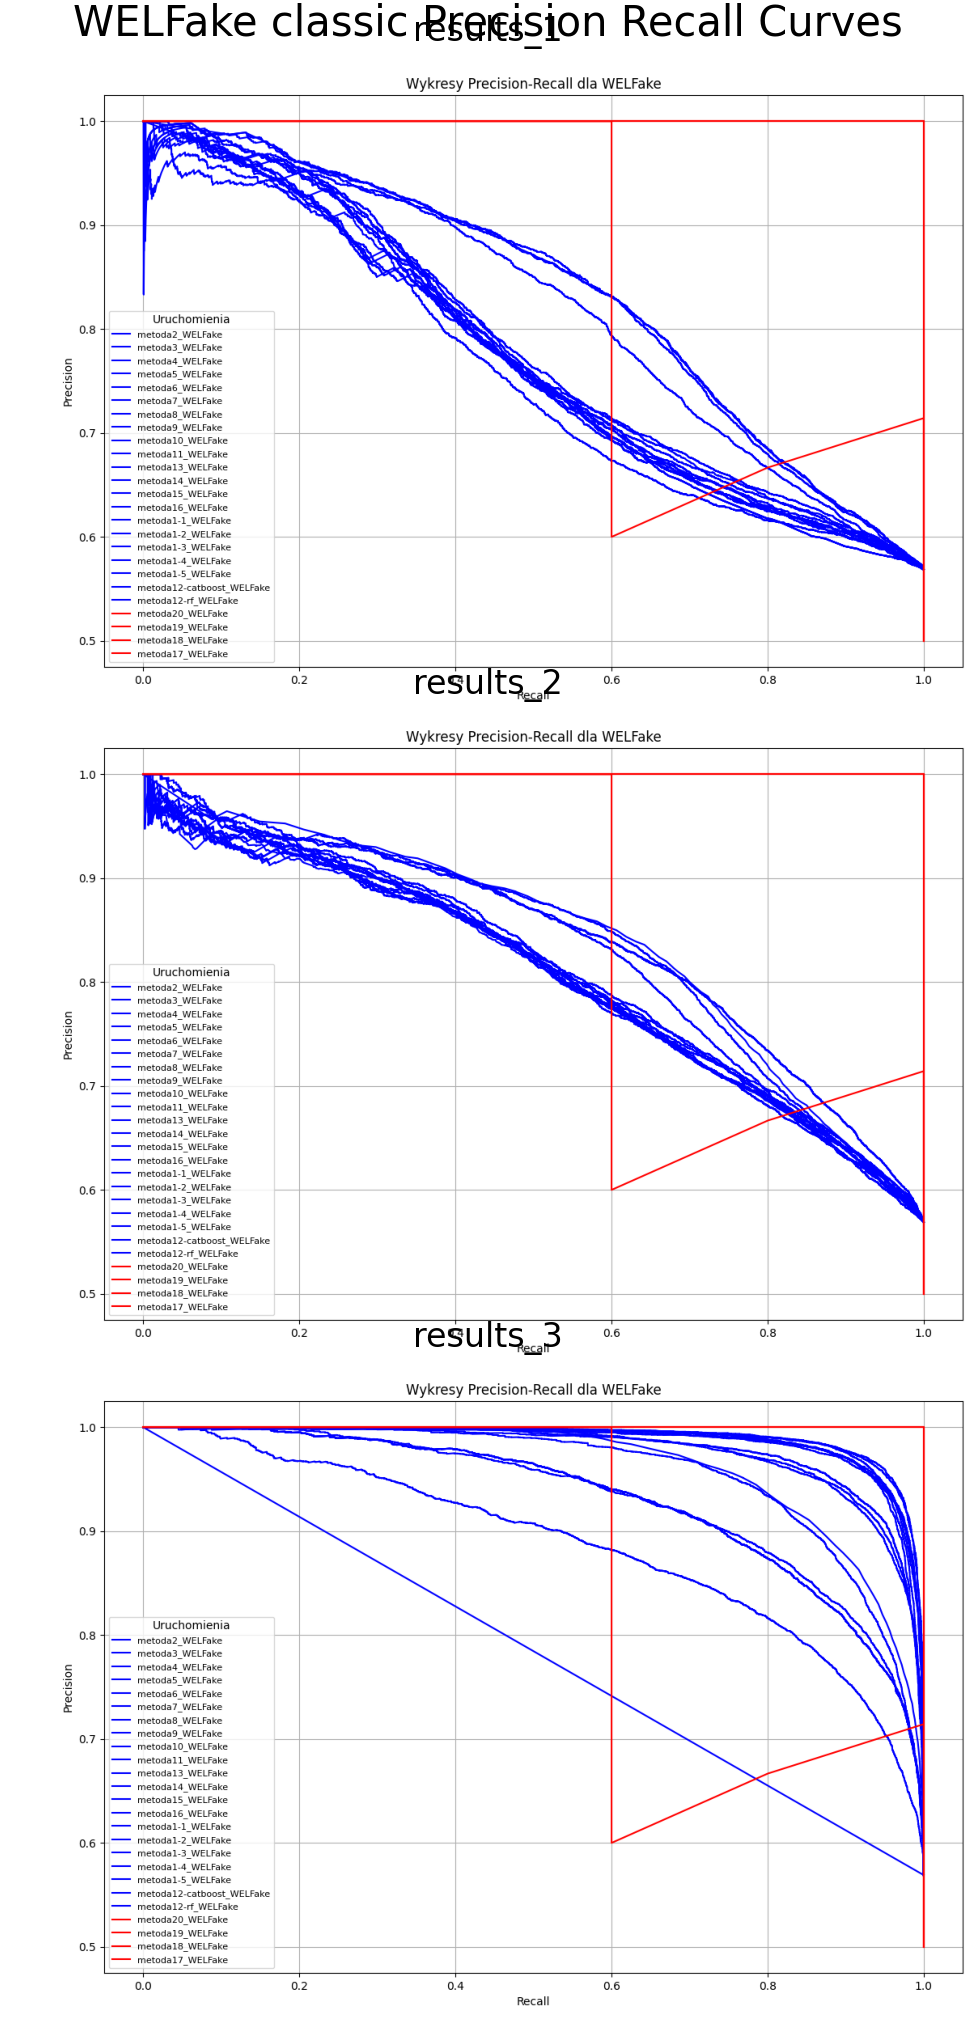 WELFake classic Precision Recall Curves
results_1
Wykresy Precision-Recall dla WELFake
1.0
0.9
0.8
0.7
0.6
0.5
Precision
Uruchomienia
metoda2_WELFake
metoda3_WELFake
metoda4_WELFake
metoda5_WELFake
metoda6_WELFake
metoda7_WELFake
metoda8_WELFake
metoda9_WELFake
metoda10_WELFake
metoda11_WELFake
metoda13_WELFake
metoda14_WELFake
metoda15_WELFake
metoda16_WELFake
metoda1-1_WELFake
metoda1-2_WELFake
metoda1-3_WELFake
metoda1-4_WELFake
metoda1-5_WELFake
metoda12-catboost_WELFake
metoda12-rf_WELFake
metoda20_WELFake
metoda19_WELFake
metoda18_WELFake
metoda17_WELFake
0.0 0.2 0.4 0.6 0.8 1.0
Recall
results_2
Wykresy Precision-Recall dla WELFake
1.0
0.9
0.8
0.7
0.6
0.5
Precision
Uruchomienia
metoda2_WELFake
metoda3_WELFake
metoda4_WELFake
metoda5_WELFake
metoda6_WELFake
metoda7_WELFake
metoda8_WELFake
metoda9_WELFake
metoda10_WELFake
metoda11_WELFake
metoda13_WELFake
metoda14_WELFake
metoda15_WELFake
metoda16_WELFake
metoda1-1_WELFake
metoda1-2_WELFake
metoda1-3_WELFake
metoda1-4_WELFake
metoda1-5_WELFake
metoda12-catboost_WELFake
metoda12-rf_WELFake
metoda20_WELFake
metoda19_WELFake
metoda18_WELFake
metoda17_WELFake
0.0 0.2 0.4 0.6 0.8 1.0
Recall
results_3
Wykresy Precision-Recall dla WELFake
1.0
0.9
0.8
0.7
0.6
0.5
Precision
Uruchomienia
metoda2_WELFake
metoda3_WELFake
metoda4_WELFake
metoda5_WELFake
metoda6_WELFake
metoda7_WELFake
metoda8_WELFake
metoda9_WELFake
metoda10_WELFake
metoda11_WELFake
metoda13_WELFake
metoda14_WELFake
metoda15_WELFake
metoda16_WELFake
metoda1-1_WELFake
metoda1-2_WELFake
metoda1-3_WELFake
metoda1-4_WELFake
metoda1-5_WELFake
metoda12-catboost_WELFake
metoda12-rf_WELFake
metoda20_WELFake
metoda19_WELFake
metoda18_WELFake
metoda17_WELFake
0.0 0.2 0.4 0.6 0.8 1.0
Recall